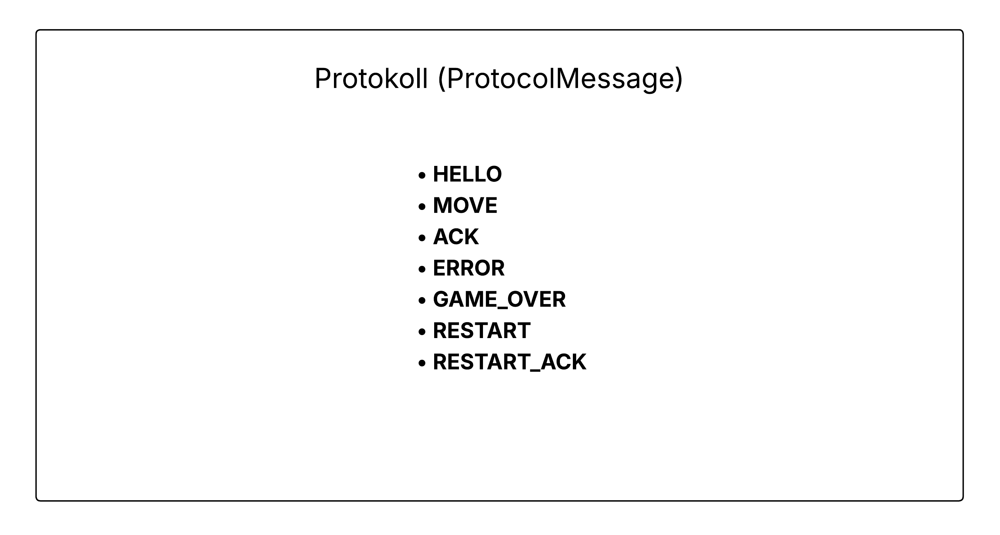 Protokoll (ProtocolMessage)
• HELLO
• MOVE
• ACK
• ERROR
• GAME_OVER
• RESTART
• RESTART_ACK